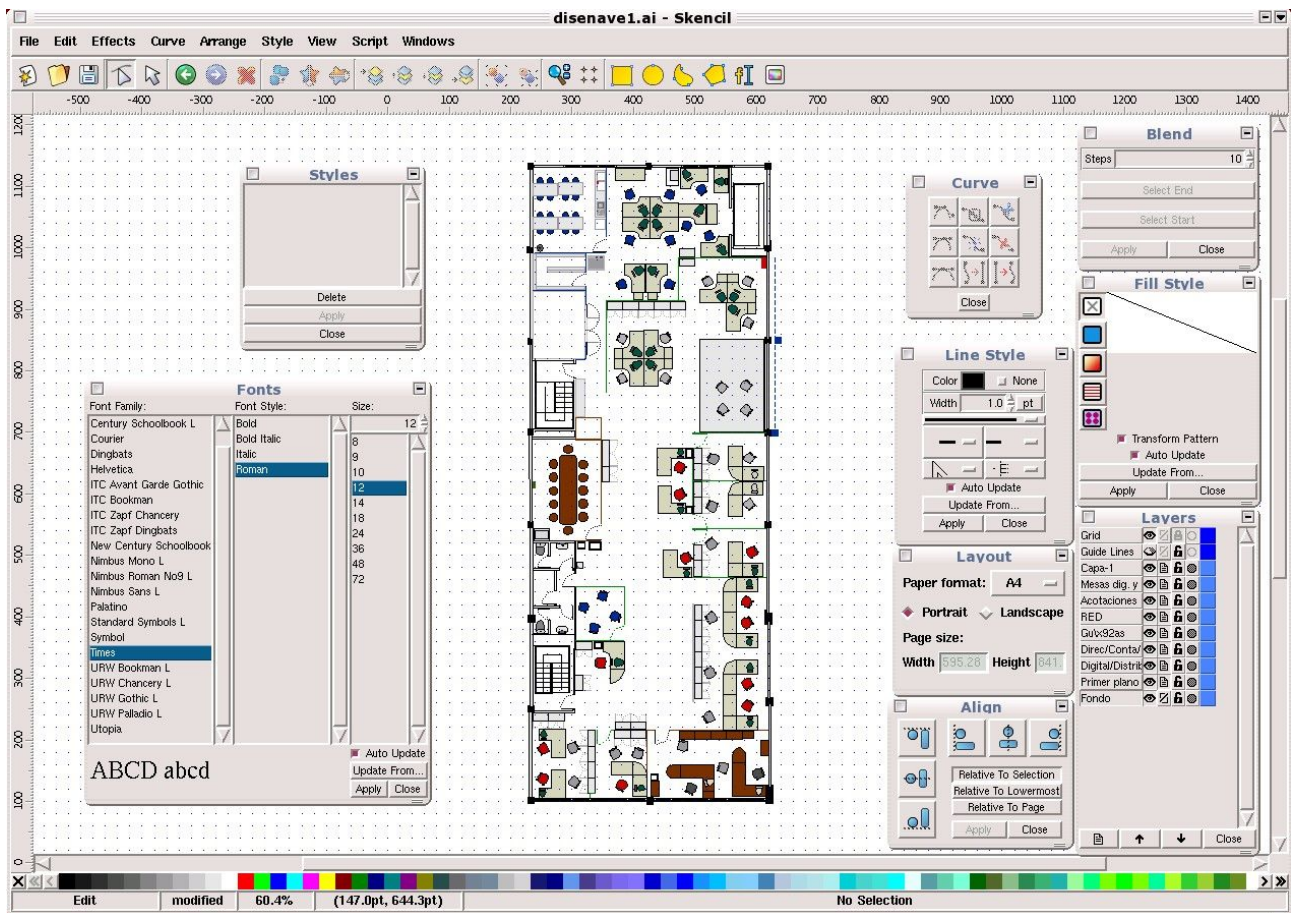 disenave1.ai - Skencil
File Edit Effects Curve Arrange Style View Script Windows
-500 -400 -300 -200 -100 0 100 200 300 400 500 600 700 800 900 1000 1100 1200 1300 1400
1200
1100
1000
900
800
700
600
500
400
300
200
100
0
Styles
Delete
Apply
Close
Fonts
Font Family: Font Style: Size:
Century Schoolbook L
Courier
Dingbats
Helvetica
ITC Avant Garde Gothic
ITC Bookman
ITC Zapf Chancery
ITC Zapf Dingbats
New Century Schoolbook
Nimbus Mono L
Nimbus Roman No9 L
Nimbus Sans L
Palatino
Standard Symbols L
Symbol
Times
URW Bookman L
URW Chancery L
URW Gothic L
URW Palladio L
Utopia
Bold
Bold Italic
Italic
Roman
12
8
9
10
12
14
18
24
36
48
72
ABCD abcd
Auto Update
Update From...
Apply Close
Curve
Close
Line Style
Color None
Width 1.0 pt
Auto Update
Update From...
Apply Close
Layout
Paper format: A4
Portrait Landscape
Page size:
Width 595.28 Height 841.
Align
Relative To Selection
Relative To Lowermost
Relative To Page
Apply Close
Blend
Steps 10
Select End
Select Start
Apply Close
Fill Style
Transform Pattern
Auto Update
Update From...
Apply Close
Layers
Grid
Guide Lines
Capa-1
Mesas dig. y
Acotaciones
RED
Gu\x92as
Direc/Conta/
Digital/Distrib
Primer plano
Fondo
Close
Edit modified 60.4% (147.0pt, 644.3pt) No Selection